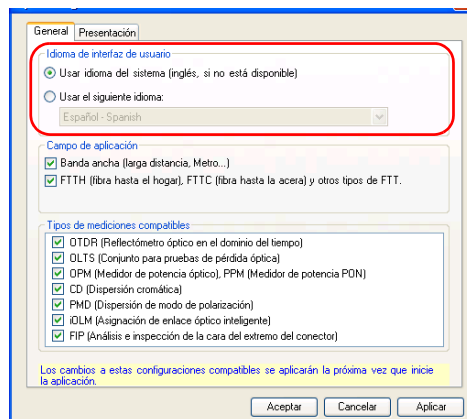 General Presentación
Idioma de interfaz de usuario
Usar idioma del sistema (inglés, si no está disponible)
Usar el siguiente idioma:
Español - Spanish
Campo de aplicación
Banda ancha (larga distancia, Metro...)
FTTH (fibra hasta el hogar), FTTC (fibra hasta la acera) y otros tipos de FTT.
Tipos de mediciones compatibles
OTDR (Reflectómetro óptico en el dominio del tiempo)
OLTS (Conjunto para pruebas de pérdida óptica)
OPM (Medidor de potencia óptico), PPM (Medidor de potencia PON)
CD (Dispersión cromática)
PMD (Dispersión de modo de polarización)
iOLM (Asignación de enlace óptico inteligente)
FIP (Análisis e inspección de la cara del extremo del conector)
Los cambios a estas configuraciones compatibles se aplicarán la próxima vez que inicie
la aplicación.
Aceptar Cancelar Aplicar